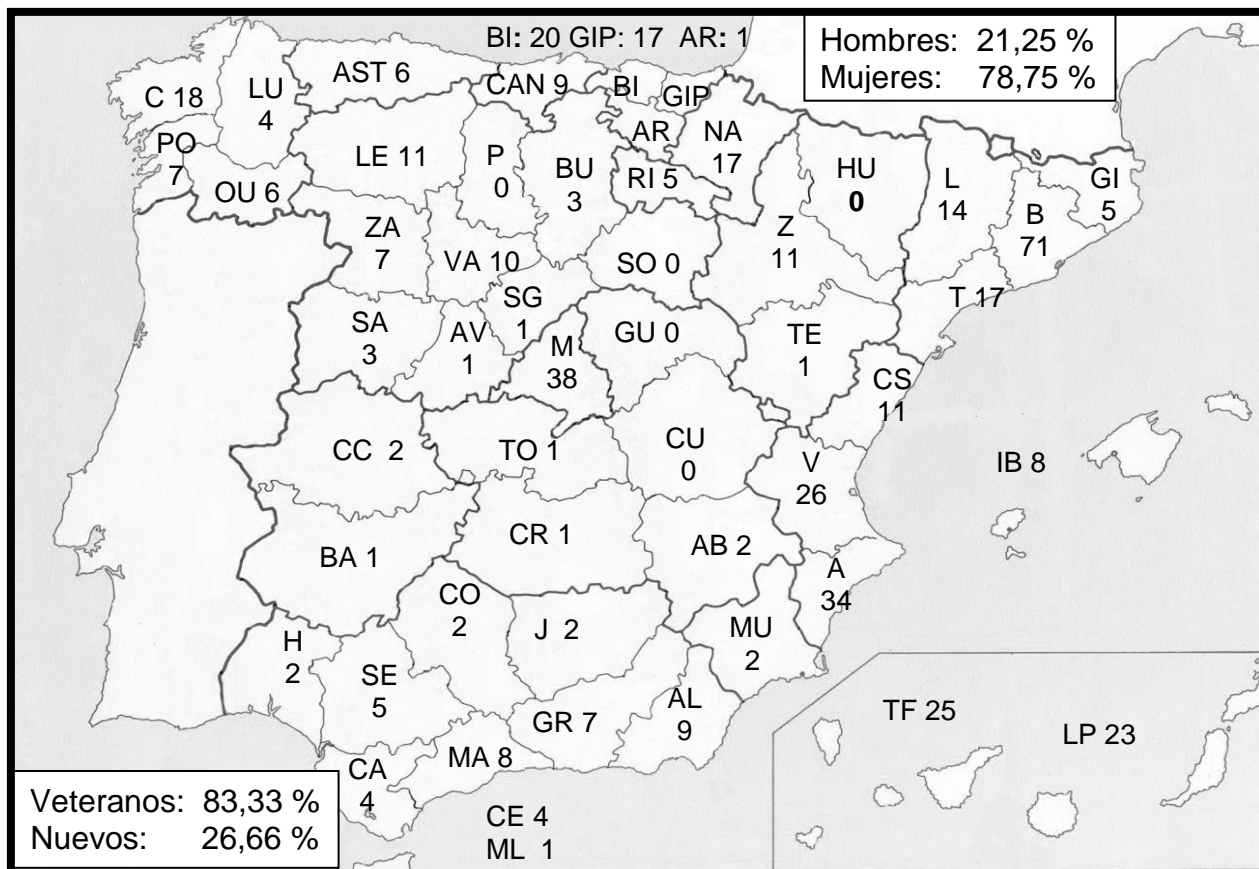 BI: 20 GIP: 17 AR: 1
Hombres: 21,25 %
Mujeres: 78,75 %
C 18
LU
4
AST 6
CAN 9
BI
GIP
PO
7
OU 6
LE 11
P
0
BU
3
AR
RI 5
NA
17
HU
0
L
14
B
71
GI
5
ZA
7
VA 10
SO 0
Z
11
T 17
SA
3
AV
1
SG
1
M
38
GU 0
TE
1
CS
11
CC 2
TO 1
CU
0
V
26
IB 8
BA 1
CR 1
AB 2
A
34
H
2
SE
5
CO
2
J 2
MU
2
GR 7
AL
9
CA
4
MA 8
TF 25
LP 23
Veteranos: 83,33 %
Nuevos: 26,66 %
CE 4
ML 1